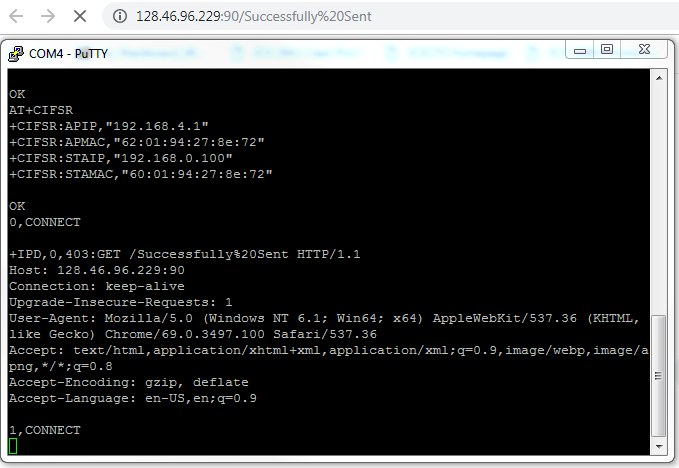 128.46.96.229:90/Successfully%20Sent
COM4 - PuTTY
OK
AT+CIFSR
+CIFSR:APIP,"192.168.4.1"
+CIFSR:APMAC,"62:01:94:27:8e:72"
+CIFSR:STAIP,"192.168.0.100"
+CIFSR:STAMAC,"60:01:94:27:8e:72"
OK
0,CONNECT
+IPD,0,403:GET /Successfully%20Sent HTTP/1.1
Host: 128.46.96.229:90
Connection: keep-alive
Upgrade-Insecure-Requests: 1
User-Agent: Mozilla/5.0 (Windows NT 6.1; Win64; x64) AppleWebKit/537.36 (KHTML,
like Gecko) Chrome/69.0.3497.100 Safari/537.36
Accept: text/html,application/xhtml+xml,application/xml;q=0.9,image/webp,image/a
png,*/*;q=0.8
Accept-Encoding: gzip, deflate
Accept-Language: en-US,en;q=0.9
1,CONNECT